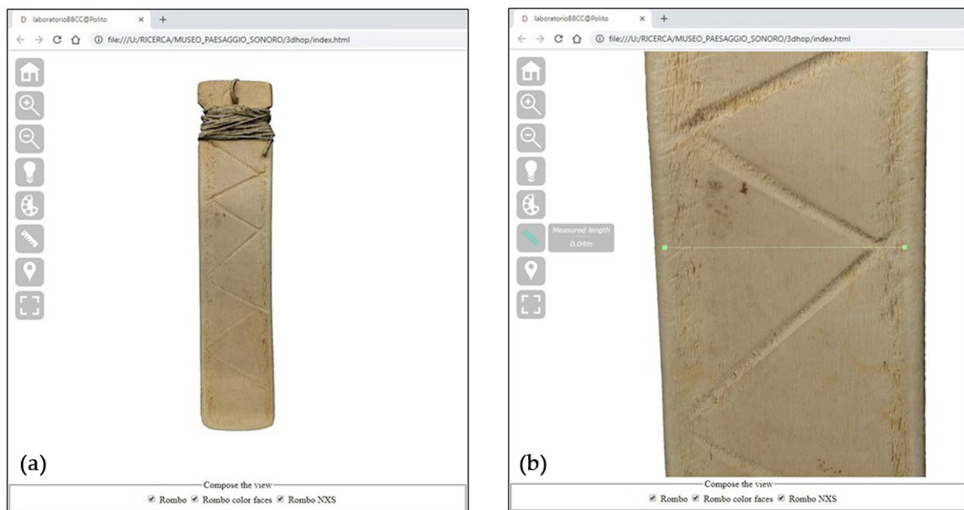 laboratorioBBCC@Polito
file:///U:/RICERCA/MUSEO_PAESAGGIO_SONORO/3dhop/index.html
(a)
Compose the view
Rombo Rombo color faces Rombo NXS
laboratorioBBCC@Polito
file:///U:/RICERCA/MUSEO_PAESAGGIO_SONORO/3dhop/index.html
Measured length
0.04m
(b)
Compose the view
Rombo Rombo color faces Rombo NXS